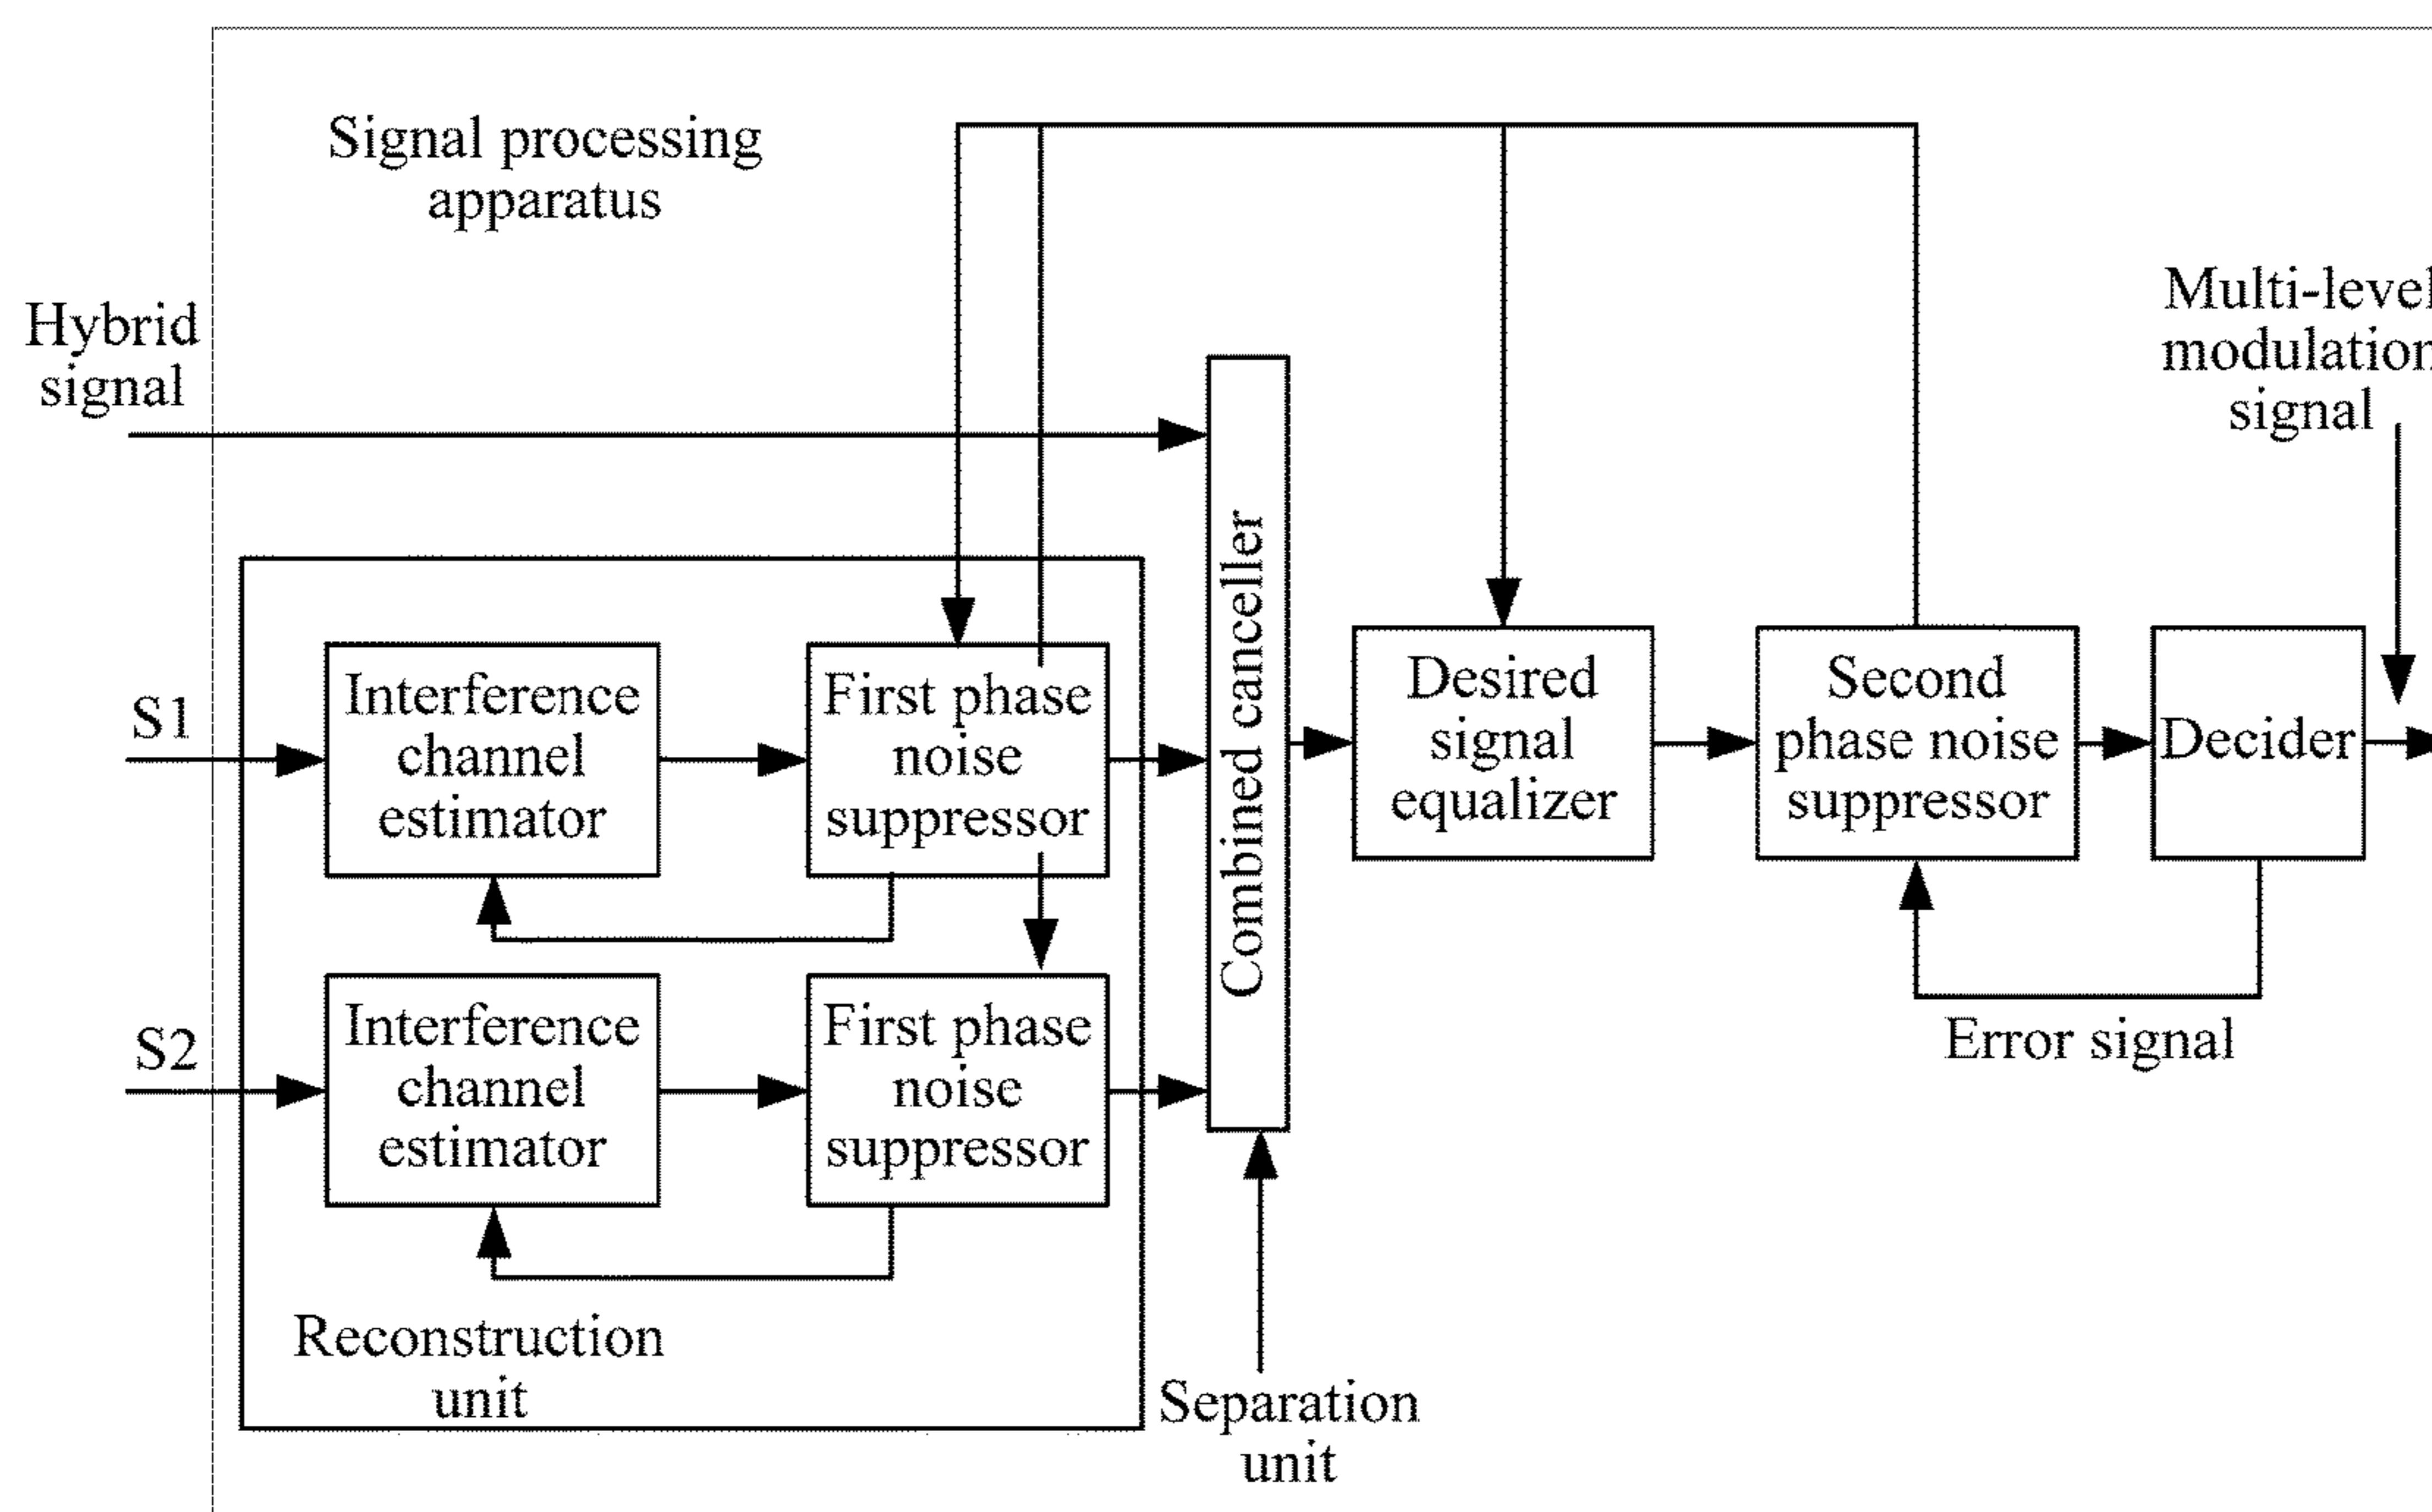 Signal processing
apparatus
Hybrid
signal
Multi-level
modulation
signal
S1
Interference
channel
estimator
First phase
noise
suppressor
Combined canceller
Desired
signal
equalizer
Second
phase noise
suppressor
Decider
S2
Interference
channel
estimator
First phase
noise
suppressor
Error signal
Reconstruction
unit
Separation
unit